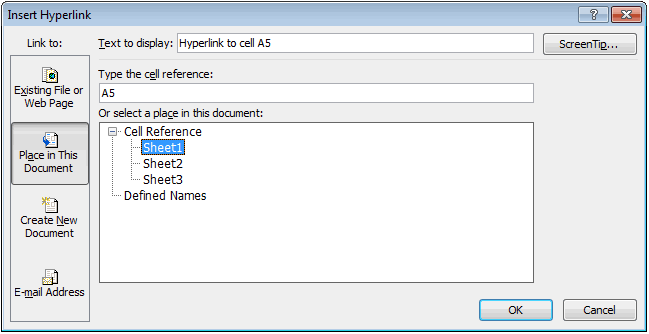 Insert Hyperlink
Link to:
Text to display: Hyperlink to cell A5
ScreenTip...
Existing File or
Web Page
Place in This
Document
Create New
Document
E-mail Address
Type the cell reference:
A5
Or select a place in this document:
Cell Reference
Sheet1
Sheet2
Sheet3
Defined Names
OK
Cancel